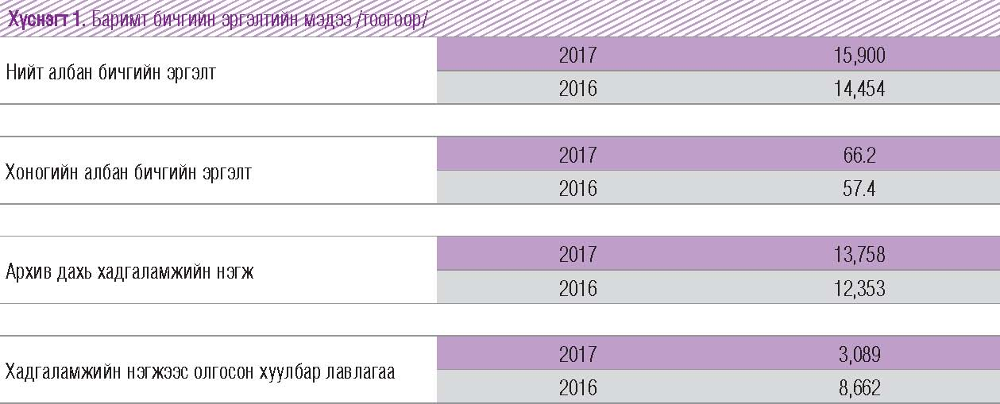 Хүснэгт 1. Баримт бичгийн эргэлтийн мэдээ /тоогоор/
Нийт албан бичгийн эргэлт
2017 15,900
2016 14,454
Хоногийн албан бичгийн эргэлт
2017 66.2
2016 57.4
Архив дахь хадгаламжийн нэгж
2017 13,758
2016 12,353
Хадгаламжийн нэгжээс олгосон хуулбар лавлагаа
2017 3,089
2016 8,662